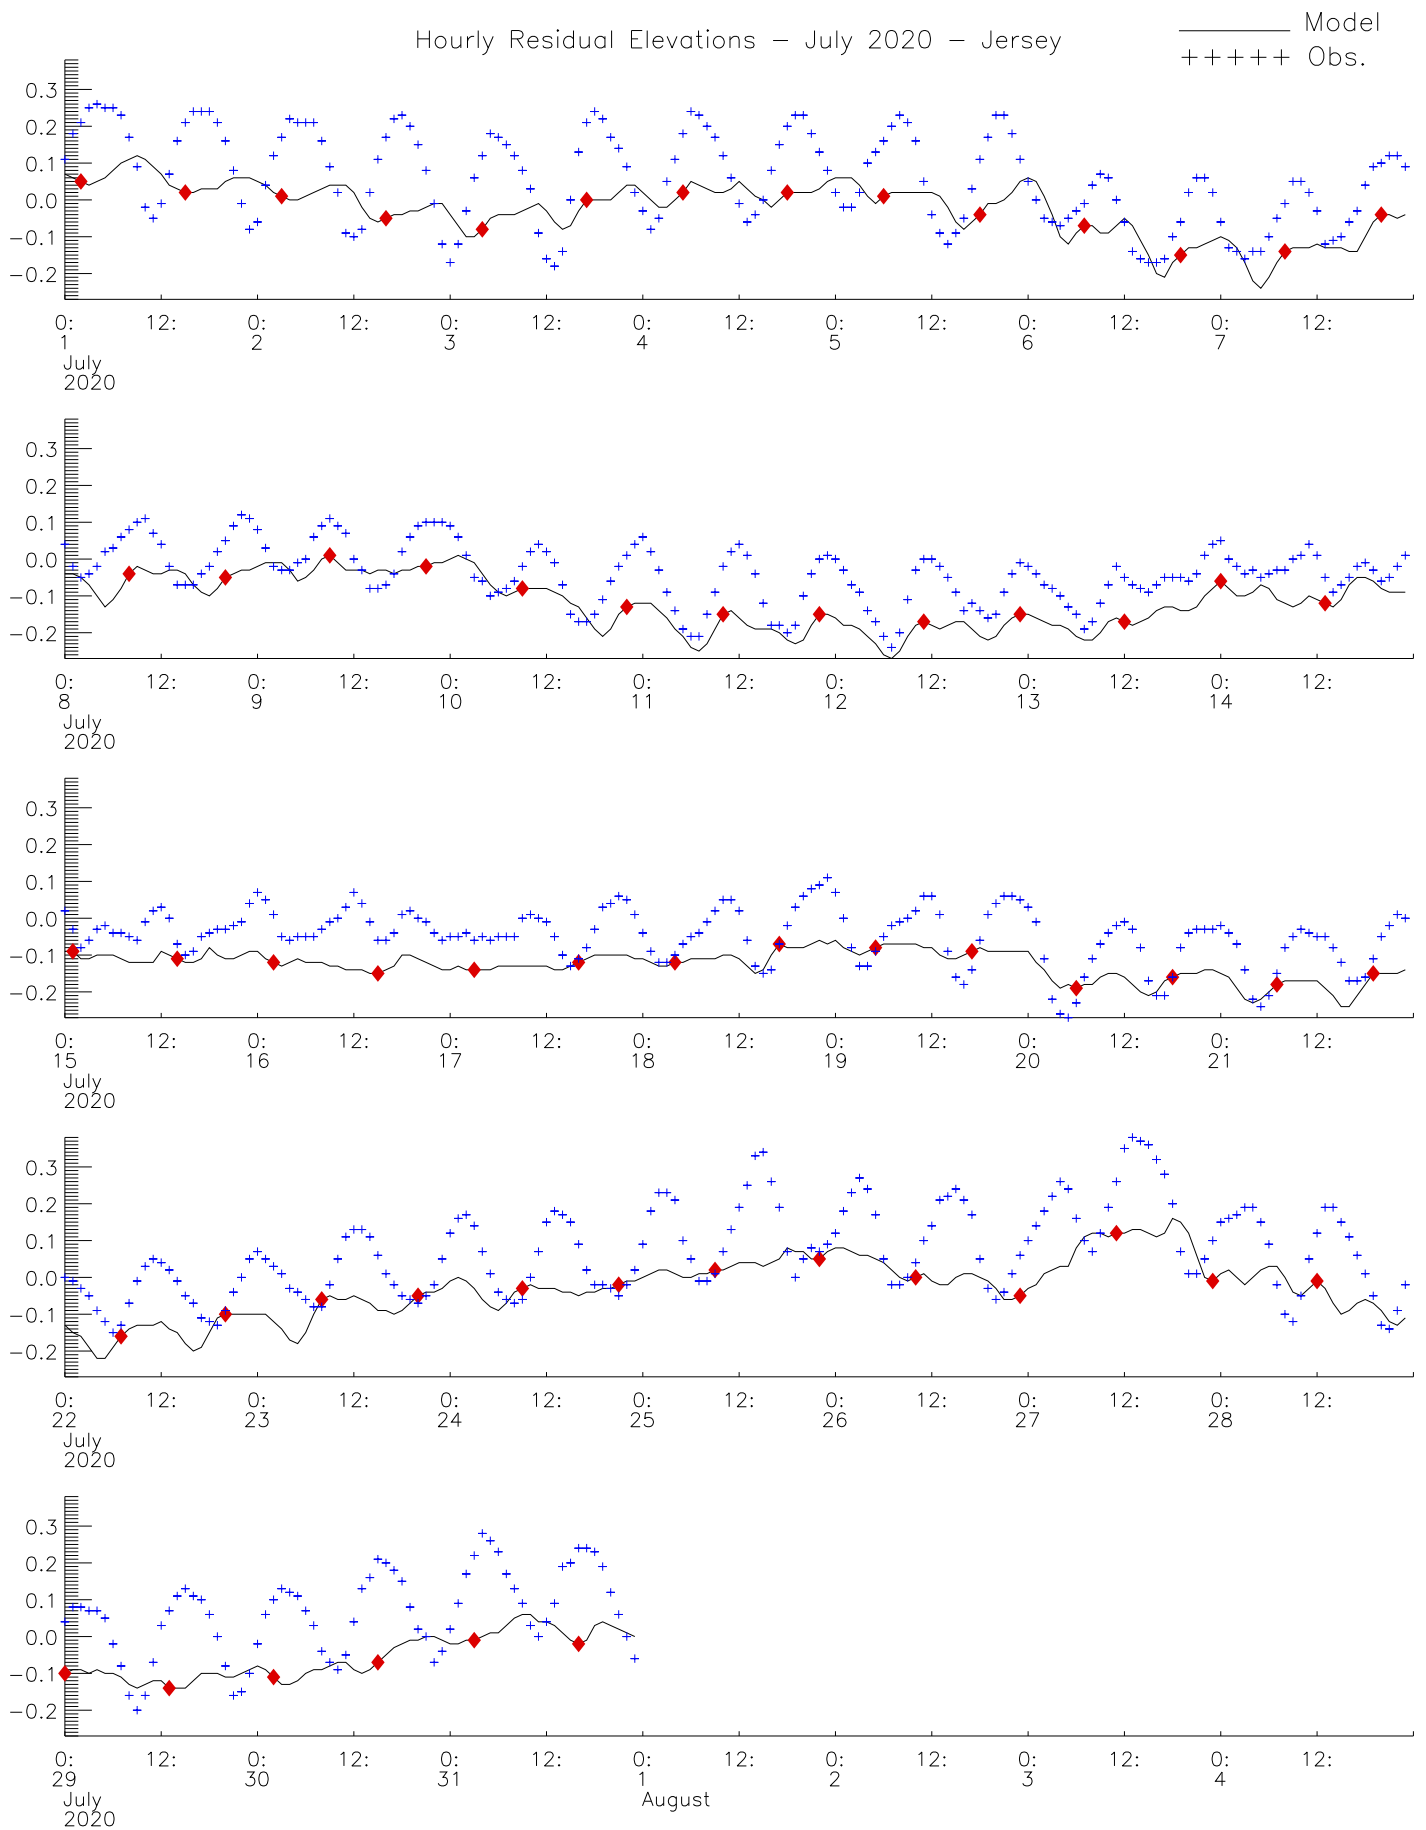 Hourly Residual Elevations − July 2020 − Jersey
Model
+++++ Obs.
0.3
0.2
0.1
0.0
−0.1
−0.2
0: 12: 0: 12: 0: 12: 0: 12: 0: 12: 0: 12: 0: 12:
1 2 3 4 5 6 7
July
2020
0.3
0.2
0.1
0.0
−0.1
−0.2
0: 12: 0: 12: 0: 12: 0: 12: 0: 12: 0: 12: 0: 12:
8 9 10 11 12 13 14
July
2020
0.3
0.2
0.1
0.0
−0.1
−0.2
0: 12: 0: 12: 0: 12: 0: 12: 0: 12: 0: 12: 0: 12:
15 16 17 18 19 20 21
July
2020
0.3
0.2
0.1
0.0
−0.1
−0.2
0: 12: 0: 12: 0: 12: 0: 12: 0: 12: 0: 12: 0: 12:
22 23 24 25 26 27 28
July
2020
0.3
0.2
0.1
0.0
−0.1
−0.2
0: 12: 0: 12: 0: 12: 0: 12: 0: 12: 0: 12: 0: 12:
29 30 31 1 2 3 4
July August
2020